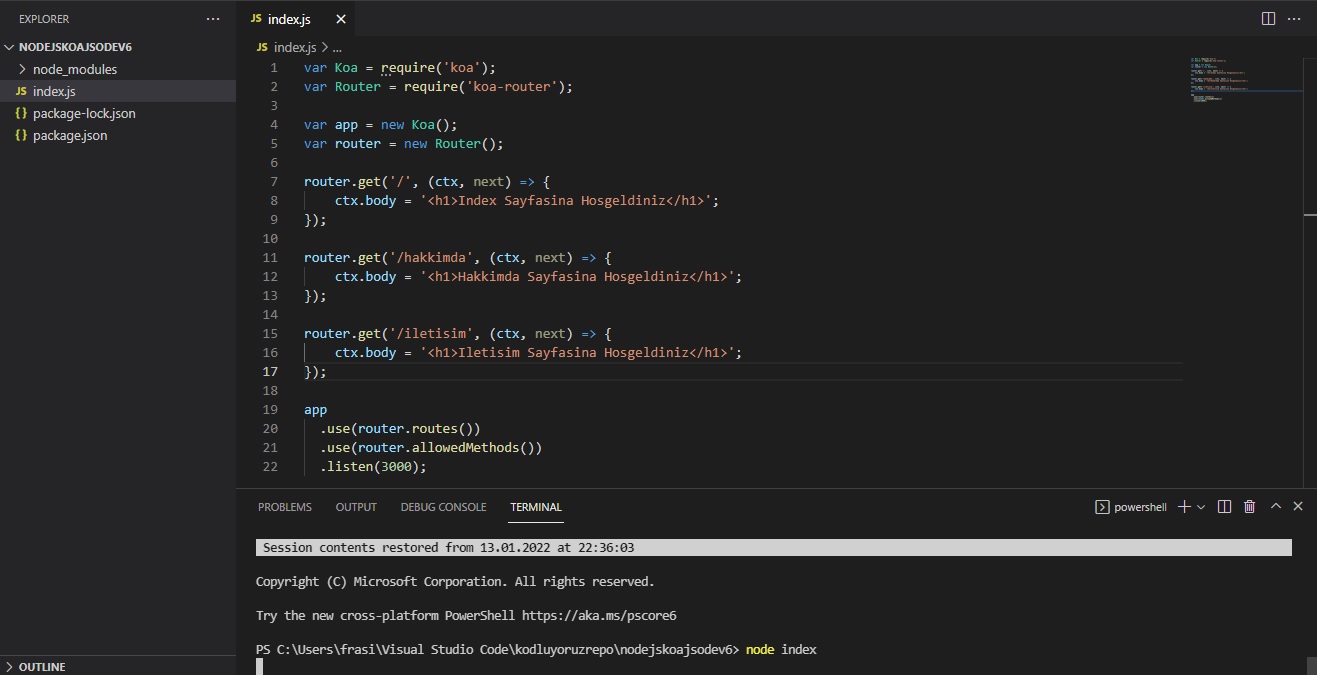 EXPLORER
NODEJSKOAJSODEV6
node_modules
JS index.js
{} package-lock.json
{} package.json
OUTLINE
JS index.js
JS index.js > ...
1 var Koa = require('koa');
2 var Router = require('koa-router');
3
4 var app = new Koa();
5 var router = new Router();
6
7 router.get('/', (ctx, next) => {
8     ctx.body = '<h1>Index Sayfasina Hosgeldiniz</h1>';
9 });
10
11 router.get('/hakkimda', (ctx, next) => {
12     ctx.body = '<h1>Hakkimda Sayfasina Hosgeldiniz</h1>';
13 });
14
15 router.get('/iletisim', (ctx, next) => {
16     ctx.body = '<h1>Iletisim Sayfasina Hosgeldiniz</h1>';
17 });
18
19 app
20   .use(router.routes())
21   .use(router.allowedMethods())
22   .listen(3000);
PROBLEMS OUTPUT DEBUG CONSOLE TERMINAL powershell
Session contents restored from 13.01.2022 at 22:36:03
Copyright (C) Microsoft Corporation. All rights reserved.
Try the new cross-platform PowerShell https://aka.ms/pscore6
PS C:\Users\frasi\Visual Studio Code\kodluyoruzrepo\nodejskoajsodev6> node index